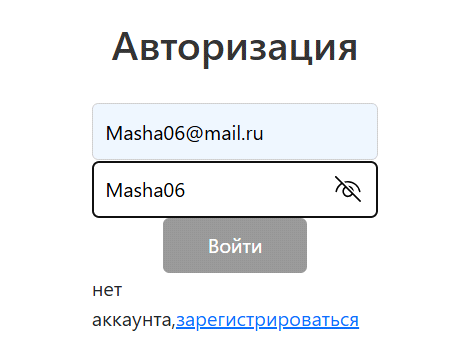 Авторизация
Masha06@mail.ru
Masha06
Войти
нет
аккаунта,зарегистрироваться